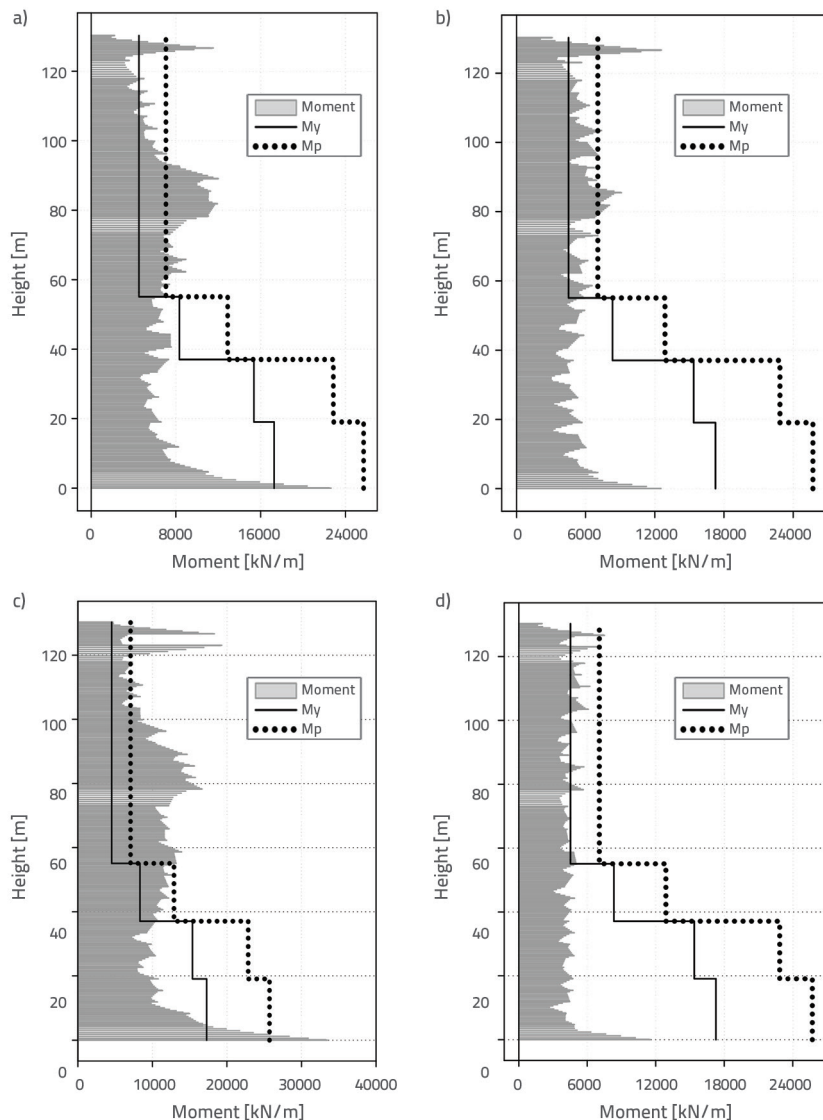 a)
Height [m]
120
100
80
60
40
20
0
Moment
My
Mp
0 8000 16000 24000
Moment [kN/m]
b)
Height [m]
120
100
80
60
40
20
0
Moment
My
Mp
0 6000 12000 18000 24000
Moment [kN/m]
c)
Height [m]
120
100
80
60
40
20
0
Moment
My
Mp
0 10000 20000 30000 40000
Moment [kN/m]
d)
Height [m]
120
100
80
60
40
20
0
Moment
My
Mp
0 6000 12000 18000 24000
Moment [kN/m]